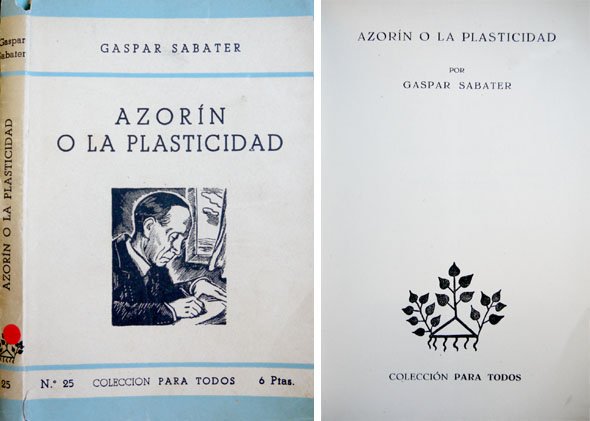 Gaspar
Sabater
AZORÍN O LA PLASTICIDAD
25
GASPAR SABATER
AZORÍN
O LA PLASTICIDAD
N.º 25 COLECCION PARA TODOS 6 Ptas.
AZORÍN O LA PLASTICIDAD
POR
GASPAR SABATER
COLECCIÓN PARA TODOS